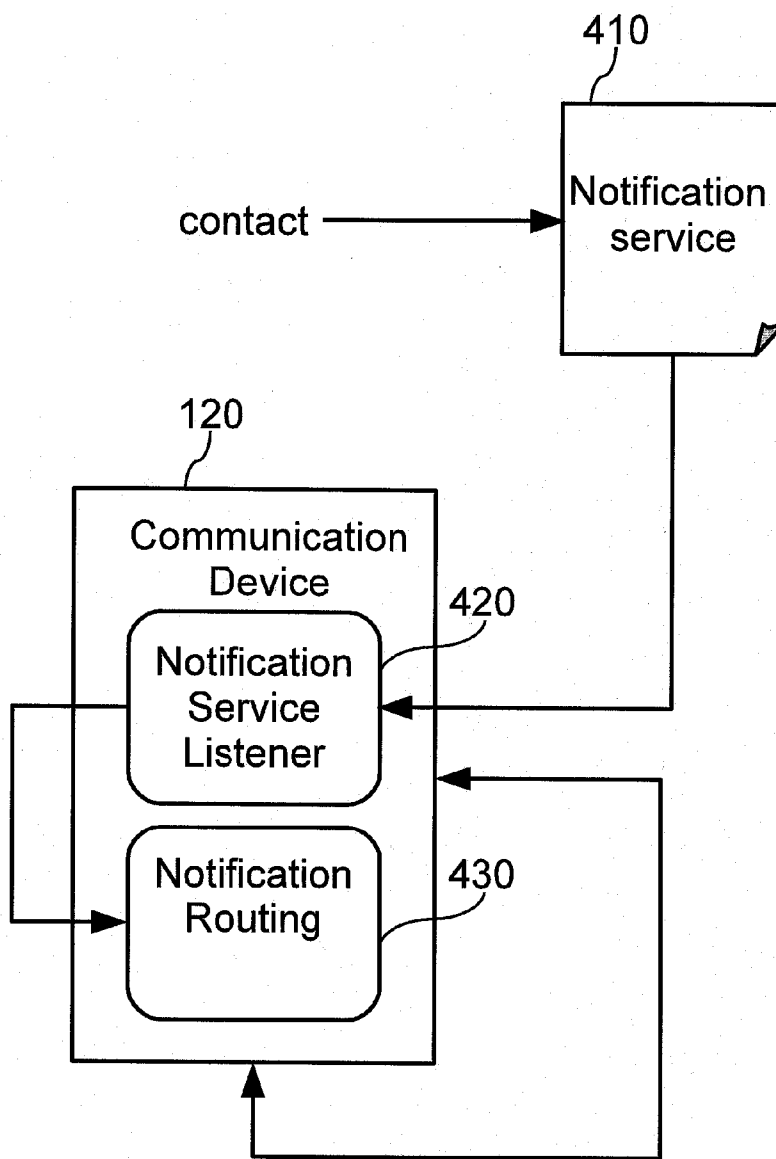 410
Notification
service
contact
120
Communication
Device
420
Notification
Service
Listener
Notification
Routing
430